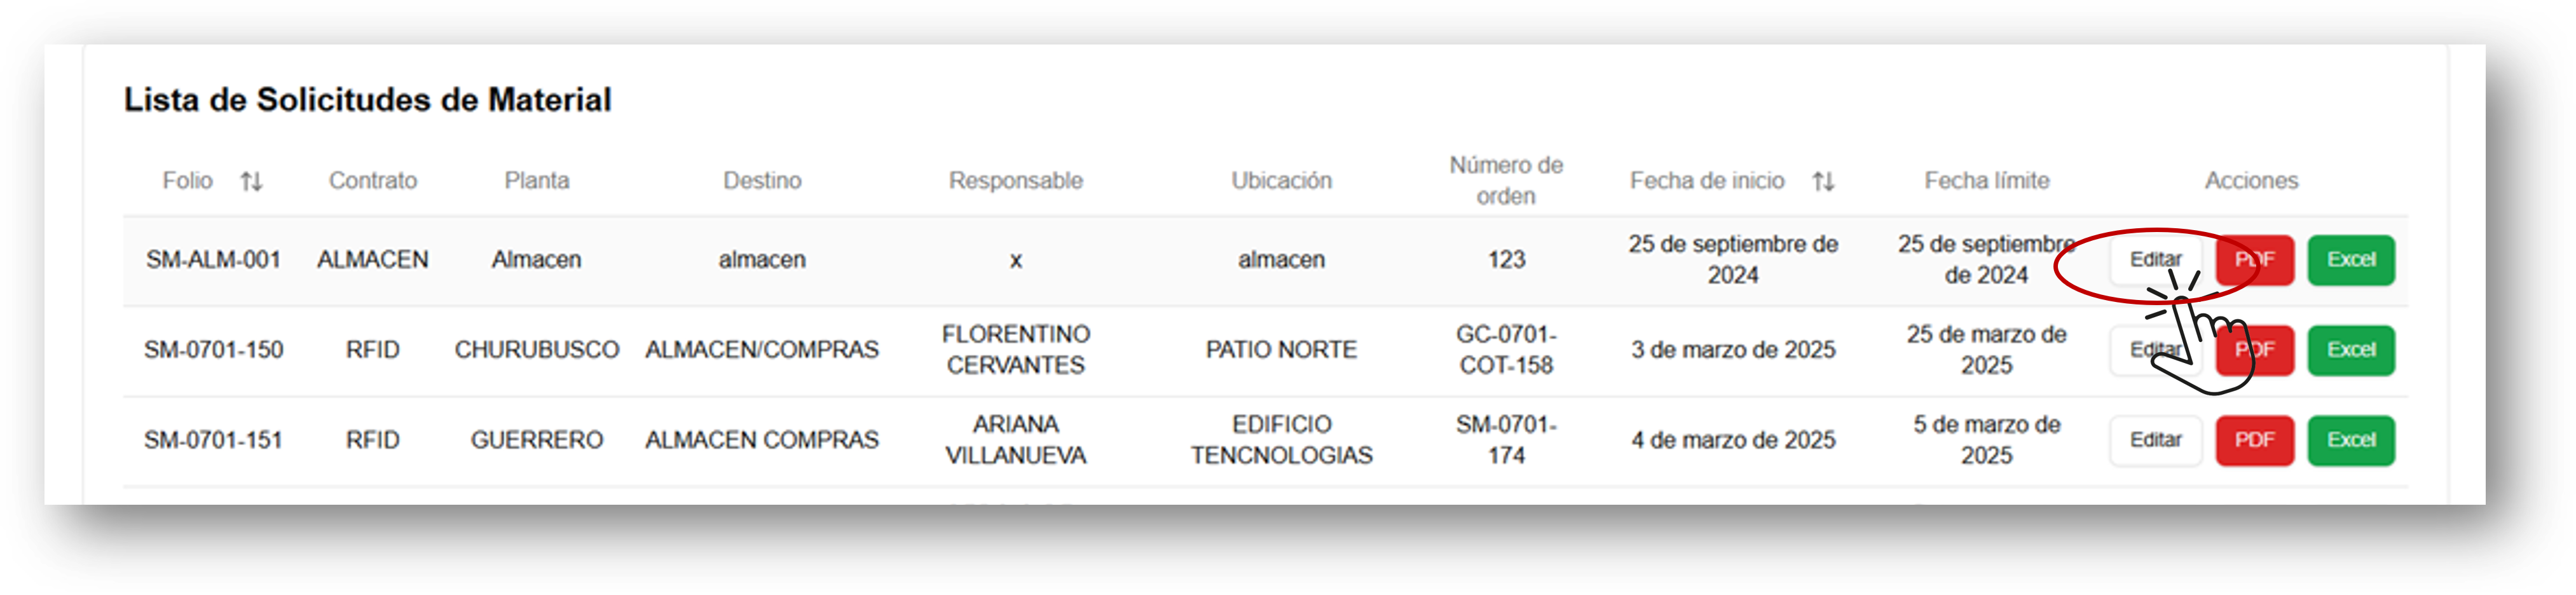 Lista de Solicitudes de Material
Folio Contrato Planta Destino Responsable Ubicación Número de orden Fecha de inicio Fecha límite Acciones
SM-ALM-001 ALMACEN Almacen almacen x almacen 123 25 de septiembre de 2024 25 de septiembre de 2024 Editar PDF Excel
SM-0701-150 RFID CHURUBUSCO ALMACEN/COMPRAS FLORENTINO CERVANTES PATIO NORTE GC-0701-COT-158 3 de marzo de 2025 25 de marzo de 2025 Editar PDF Excel
SM-0701-151 RFID GUERRERO ALMACEN COMPRAS ARIANA VILLANUEVA EDIFICIO TENCNOLOGIAS SM-0701-174 4 de marzo de 2025 5 de marzo de 2025 Editar PDF Excel